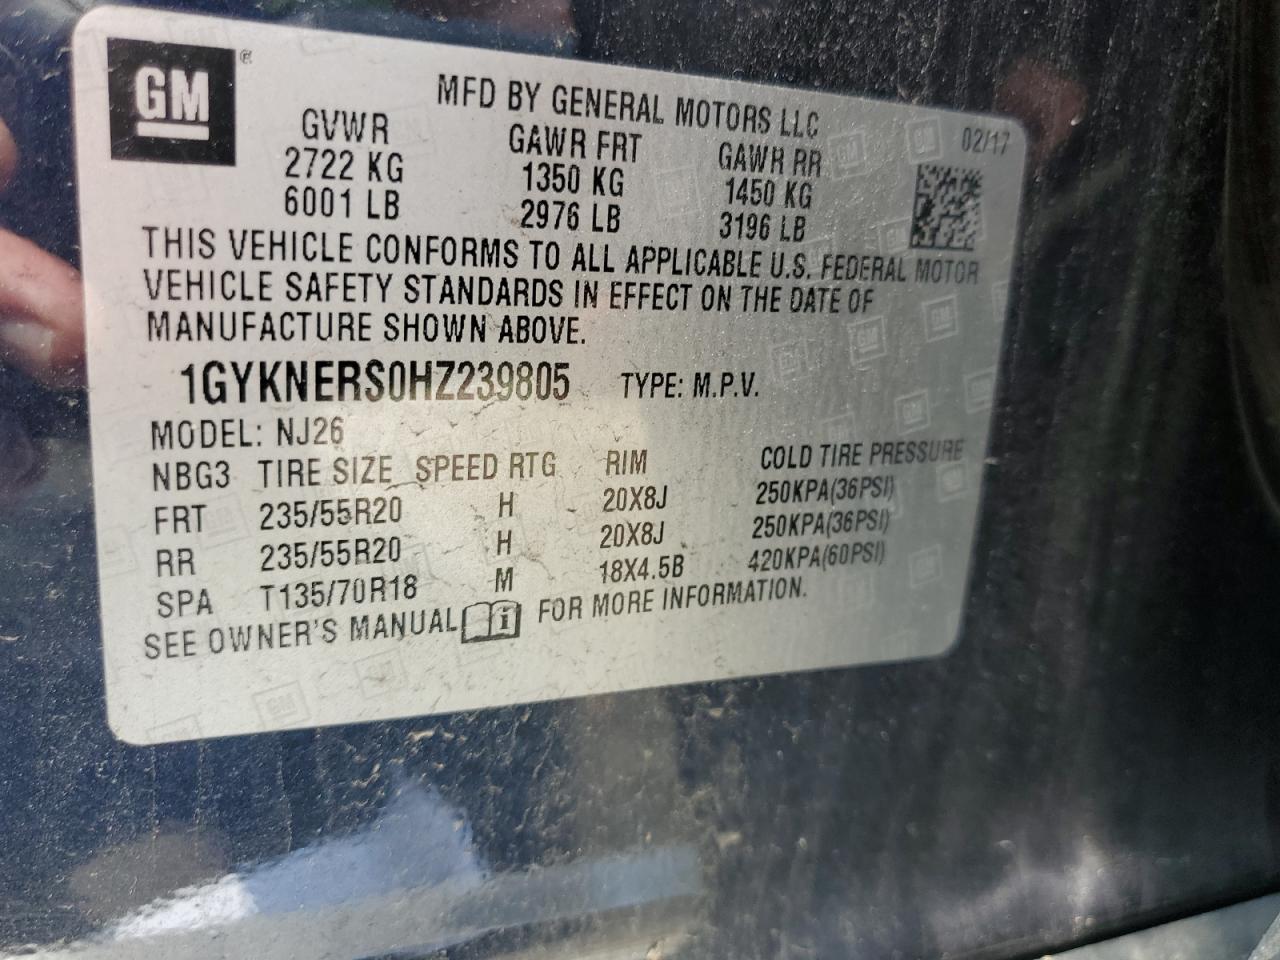 GM
MFD BY GENERAL MOTORS LLC
02/17
GVWR GAWR FRT GAWR RR
2722 KG 1350 KG 1450 KG
6001 LB 2976 LB 3196 LB
THIS VEHICLE CONFORMS TO ALL APPLICABLE U.S. FEDERAL MOTOR
VEHICLE SAFETY STANDARDS IN EFFECT ON THE DATE OF
MANUFACTURE SHOWN ABOVE.
1GYKNERS0HZ239805 TYPE: M.P.V.
MODEL: NJ26
NBG3 TIRE SIZE SPEED RTG RIM COLD TIRE PRESSURE
FRT 235/55R20 H 20X8J 250KPA(36PSI)
RR 235/55R20 H 20X8J 250KPA(36PSI)
SPA T135/70R18 M 18X4.5B 420KPA(60PSI)
SEE OWNER'S MANUAL FOR MORE INFORMATION.